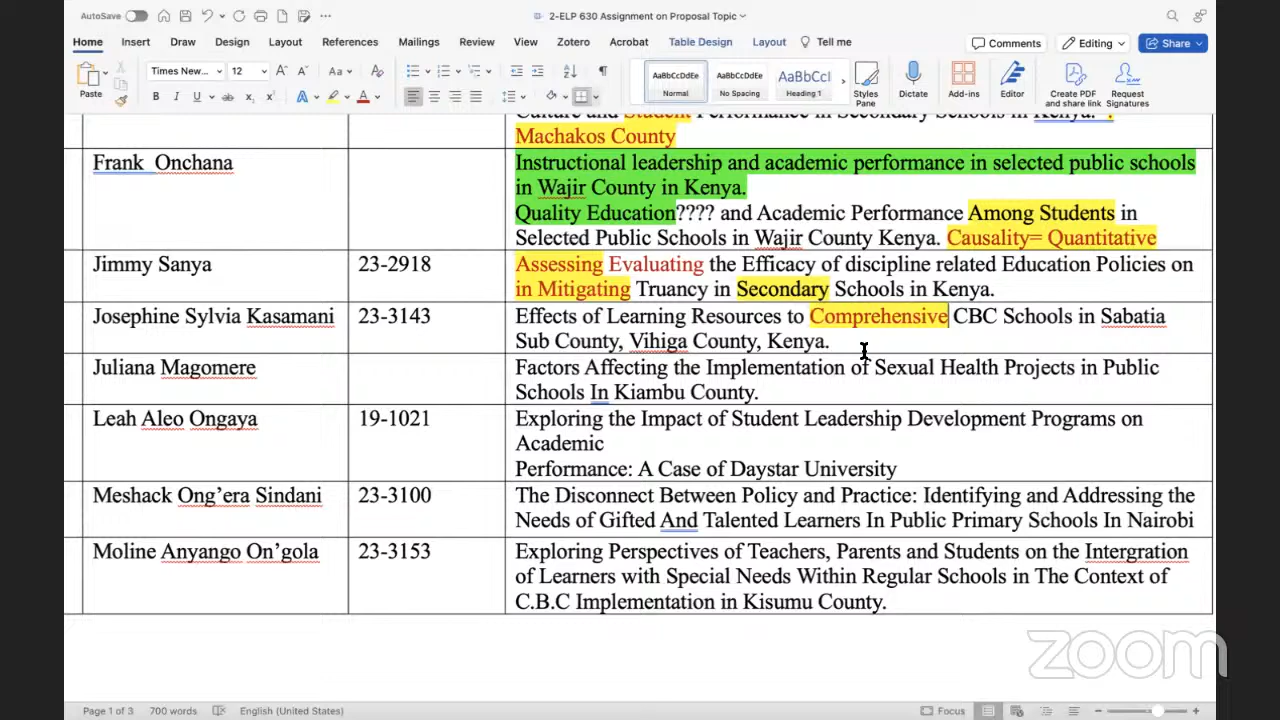 AutoSave
2-ELP 630 Assignment on Proposal Topic
Home Insert Draw Design Layout References Mailings Review View Zotero Acrobat Table Design Layout Tell me
Comments Editing Share
Paste
Times New... 12
AaBbCcDdEe AaBbCcDdEe AaBbCcI
Normal No Spacing Heading 1
Styles Pane
Dictate
Add-ins
Editor
Create PDF and share link
Request Signatures
Culture and Student Performance in Secondary Schools in Kenya. ?
Machakos County
Frank Onchana
Instructional leadership and academic performance in selected public schools
in Wajir County in Kenya.
Quality Education???? and Academic Performance Among Students in
Selected Public Schools in Wajir County Kenya. Causality= Quantitative
Jimmy Sanya 23-2918 Assessing Evaluating the Efficacy of discipline related Education Policies on
in Mitigating Truancy in Secondary Schools in Kenya.
Josephine Sylvia Kasamani 23-3143 Effects of Learning Resources to Comprehensive CBC Schools in Sabatia
Sub County, Vihiga County, Kenya.
Juliana Magomere Factors Affecting the Implementation of Sexual Health Projects in Public
Schools In Kiambu County.
Leah Aleo Ongaya 19-1021 Exploring the Impact of Student Leadership Development Programs on
Academic
Performance: A Case of Daystar University
Meshack Ong’era Sindani 23-3100 The Disconnect Between Policy and Practice: Identifying and Addressing the
Needs of Gifted And Talented Learners In Public Primary Schools In Nairobi
Moline Anyango On’gola 23-3153 Exploring Perspectives of Teachers, Parents and Students on the Intergration
of Learners with Special Needs Within Regular Schools in The Context of
C.B.C Implementation in Kisumu County.
zoom
Page 1 of 3 700 words English (United States) Focus